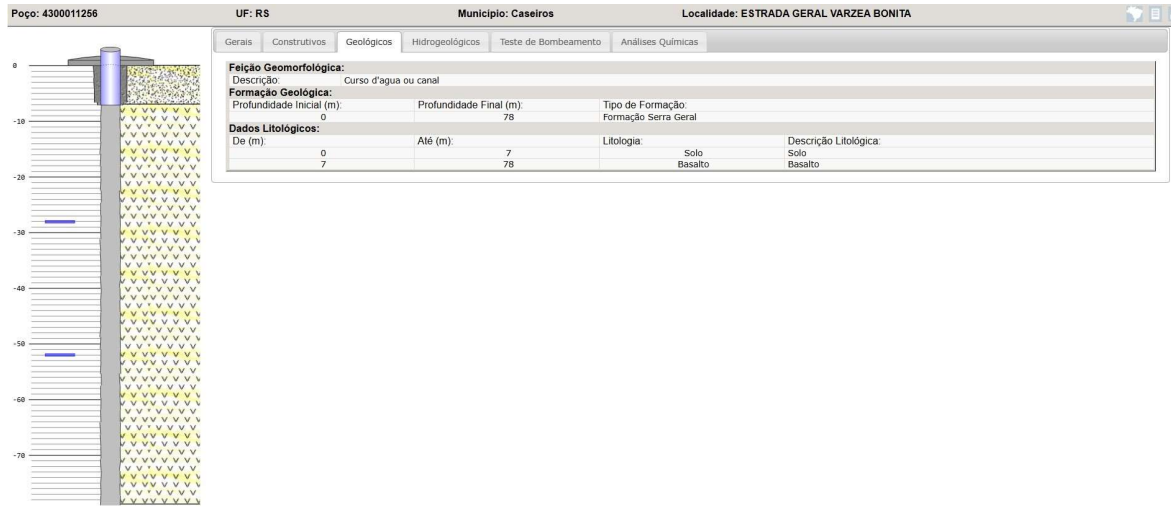 Poço: 4300011256 UF: RS Município: Caseiros Localidade: ESTRADA GERAL VARZEA BONITA
Gerais Construtivos Geológicos Hidrogeológicos Teste de Bombeamento Análises Químicas
Feição Geomorfológica:
Descrição: Curso d'agua ou canal
Formação Geológica:
Profundidade Inicial (m): Profundidade Final (m): Tipo de Formação:
0 78 Formação Serra Geral
Dados Litológicos:
De (m): Até (m): Litologia: Descrição Litológica:
0 7 Solo Solo
7 78 Basalto Basalto
0
-10
-20
-30
-40
-50
-60
-70